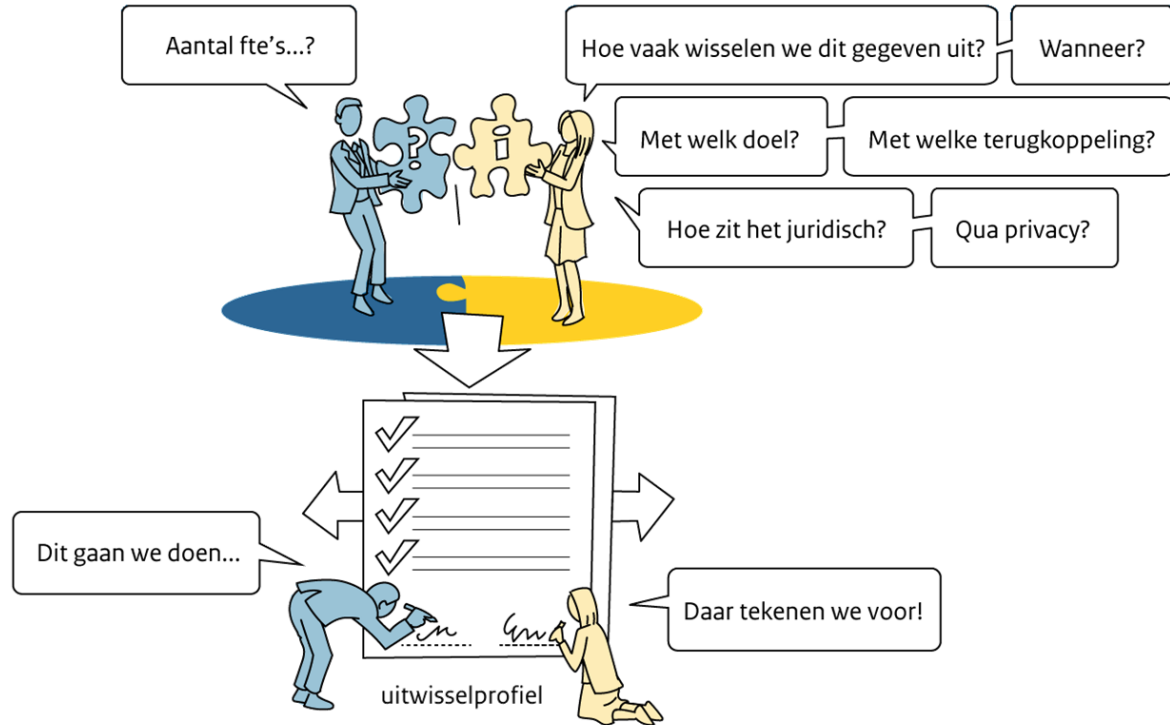 Aantal fte's...?
Hoe vaak wisselen we dit gegeven uit?
Wanneer?
?
i
Met welk doel?
Met welke terugkoppeling?
Hoe zit het juridisch?
Qua privacy?
Dit gaan we doen...
Daar tekenen we voor!
uitwisselprofiel